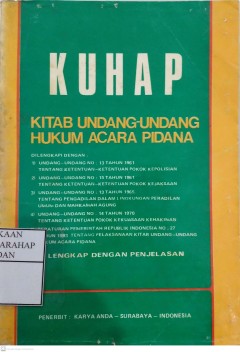 KUHAP
KITAB UNDANG-UNDANG
HUKUM ACARA PIDANA
DILENGKAPI DENGAN :
1) UNDANG-UNDANG NO : 13 TAHUN 1961
TENTANG KETENTUAN-KETENTUAN POKOK KEPOLISIAN
2) UNDANG-UNDANG NO : 15 TAHUN 1961
TENTANG KETENTUAN-KETENTUAN POKOK KEJAKSAAN
3) UNDANG-UNDANG NO : 13 TAHUN 1965
TENTANG PENGADILAN DALAM LINGKUNGAN PERADILAN
UMUM DAN MAHKAMAH AGUNG
UNDANG-UNDANG NO : 14 TAHUN 1970
TENTANG KETENTUAN POKOK KEKUASAAN KEHAKIMAN
PERATURAN PEMERINTAH REPUBLIK INDONESIA NO : 27
TAHUN 1983 TENTANG PELAKSANAAN KITAB UNDANG-UNDANG
HUKUM ACARA PIDANA
LENGKAP DENGAN PENJELASAN
KAAN
ARAHAP
DAN
PENERBIT : KARYA ANDA – SURABAYA – INDONESIA